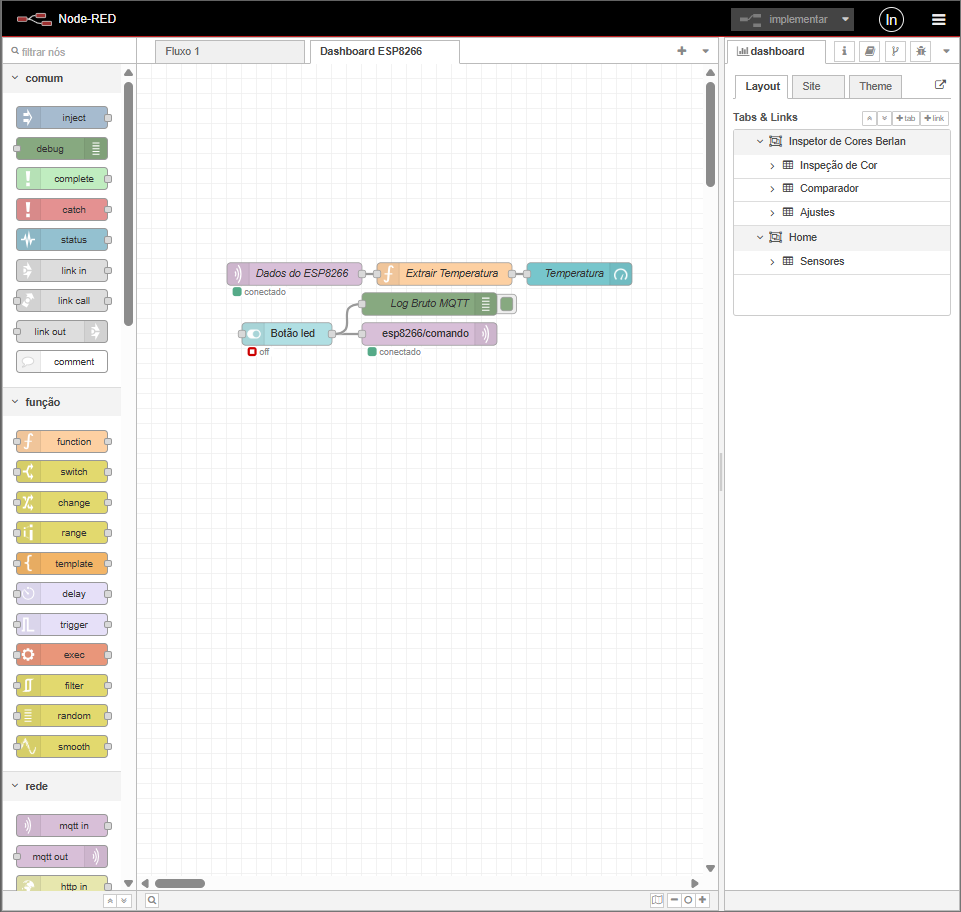 Node-RED
implementar
In
filtrar nós
Fluxo 1
Dashboard ESP8266
dashboard
i
comum
inject
debug
complete
catch
status
link in
link call
link out
comment
função
function
switch
change
range
template
delay
trigger
exec
filter
random
smooth
rede
mqtt in
mqtt out
http in
Dados do ESP8266
Extrair Temperatura
Temperatura
conectado
Log Bruto MQTT
Botão led
esp8266/comando
off
conectado
Layout
Site
Theme
Tabs & Links
tab
link
Inspetor de Cores Berlan
Inspeção de Cor
Comparador
Ajustes
Home
Sensores